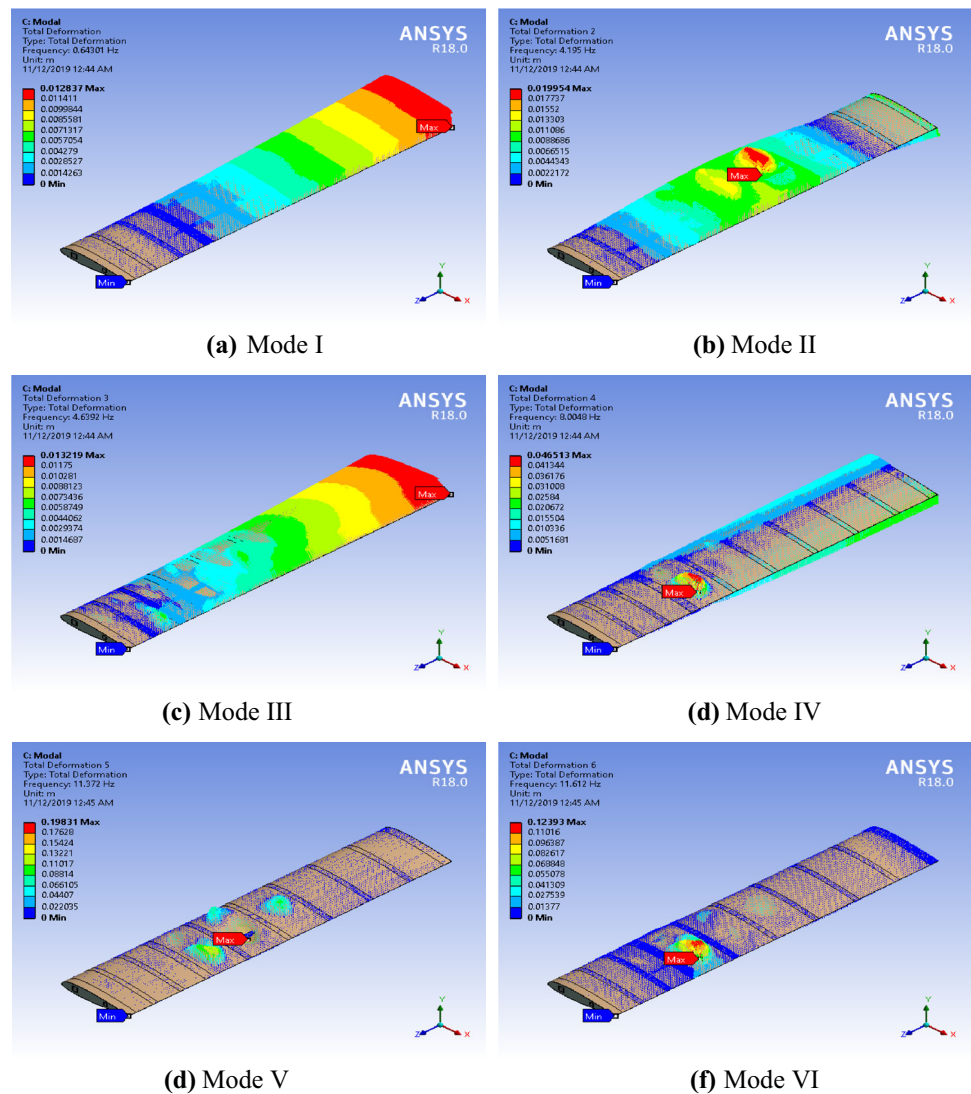 C: Modal
Total Deformation
Type: Total Deformation
Frequency: 0.64301 Hz
Unit: m
11/12/2019 12:44 AM
ANSYS
R18.0
0.012837 Max
0.011411
0.0099844
0.0085581
0.0071317
0.0057054
0.004279
0.0028527
0.0014263
0 Min
Max
Min
Y
Z
X
(a) Mode I
C: Modal
Total Deformation 2
Type: Total Deformation
Frequency: 4.195 Hz
Unit: m
11/12/2019 12:44 AM
ANSYS
R18.0
0.019954 Max
0.017737
0.01552
0.013303
0.011086
0.0088686
0.0066515
0.0044343
0.0022172
0 Min
Max
Min
Y
Z
X
(b) Mode II
C: Modal
Total Deformation 3
Type: Total Deformation
Frequency: 4.6392 Hz
Unit: m
11/12/2019 12:44 AM
ANSYS
R18.0
0.013219 Max
0.01175
0.010281
0.0088123
0.0073436
0.0058749
0.0044062
0.0029374
0.0014687
0 Min
Max
Min
Y
Z
X
(c) Mode III
C: Modal
Total Deformation 4
Type: Total Deformation
Frequency: 8.0048 Hz
Unit: m
11/12/2019 12:44 AM
ANSYS
R18.0
0.046513 Max
0.041344
0.036176
0.031008
0.02584
0.020672
0.015504
0.010336
0.0051681
0 Min
Max
Min
Y
Z
X
(d) Mode IV
C: Modal
Total Deformation 5
Type: Total Deformation
Frequency: 11.372 Hz
Unit: m
11/12/2019 12:45 AM
ANSYS
R18.0
0.19831 Max
0.17628
0.15424
0.13221
0.11017
0.08814
0.066105
0.04407
0.022035
0 Min
Max
Min
Y
Z
X
(d) Mode V
C: Modal
Total Deformation 6
Type: Total Deformation
Frequency: 11.612 Hz
Unit: m
11/12/2019 12:45 AM
ANSYS
R18.0
0.12393 Max
0.11016
0.096387
0.082617
0.068848
0.055078
0.041309
0.027539
0.01377
0 Min
Max
Min
Y
Z
X
(f) Mode VI